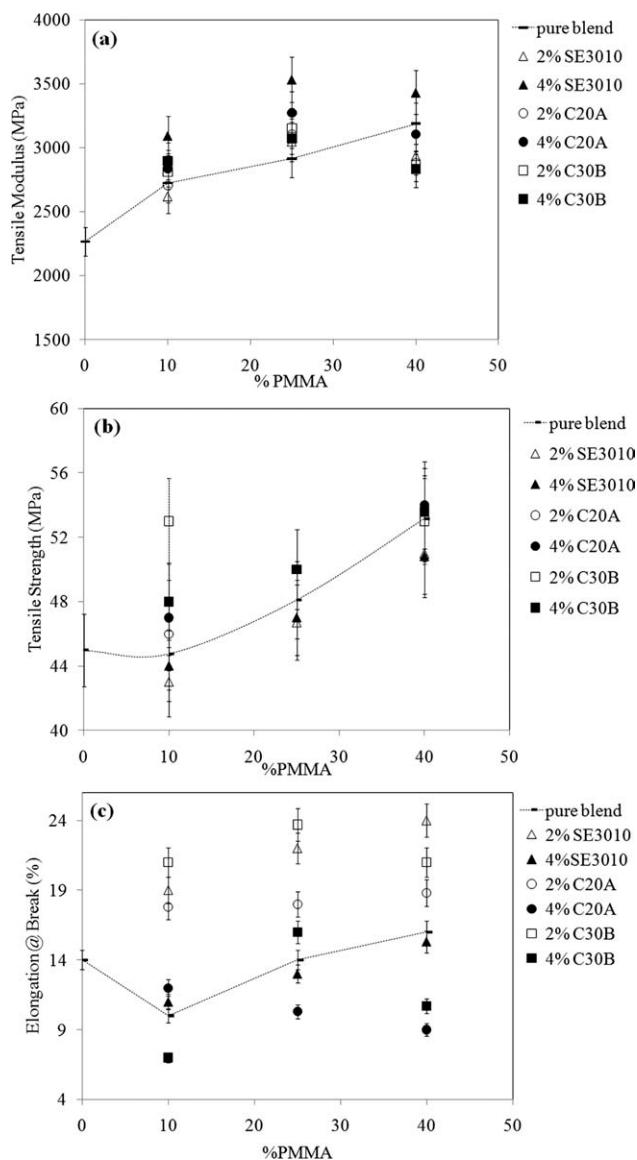 (a)
4000
3500
3000
2500
2000
1500
Tensile Modulus (MPa)
0 10 20 30 40 50
% PMMA
pure blend
2% SE3010
4% SE3010
2% C20A
4% C20A
2% C30B
4% C30B
(b)
60
56
52
48
44
40
Tensile Strength (MPa)
0 10 20 30 40 50
%PMMA
pure blend
2% SE3010
4% SE3010
2% C20A
4% C20A
2% C30B
4% C30B
(c)
24
19
14
9
4
Elongation @ Break (%)
0 10 20 30 40 50
%PMMA
pure blend
2% SE3010
4%SE3010
2% C20A
4% C20A
2% C30B
4% C30B